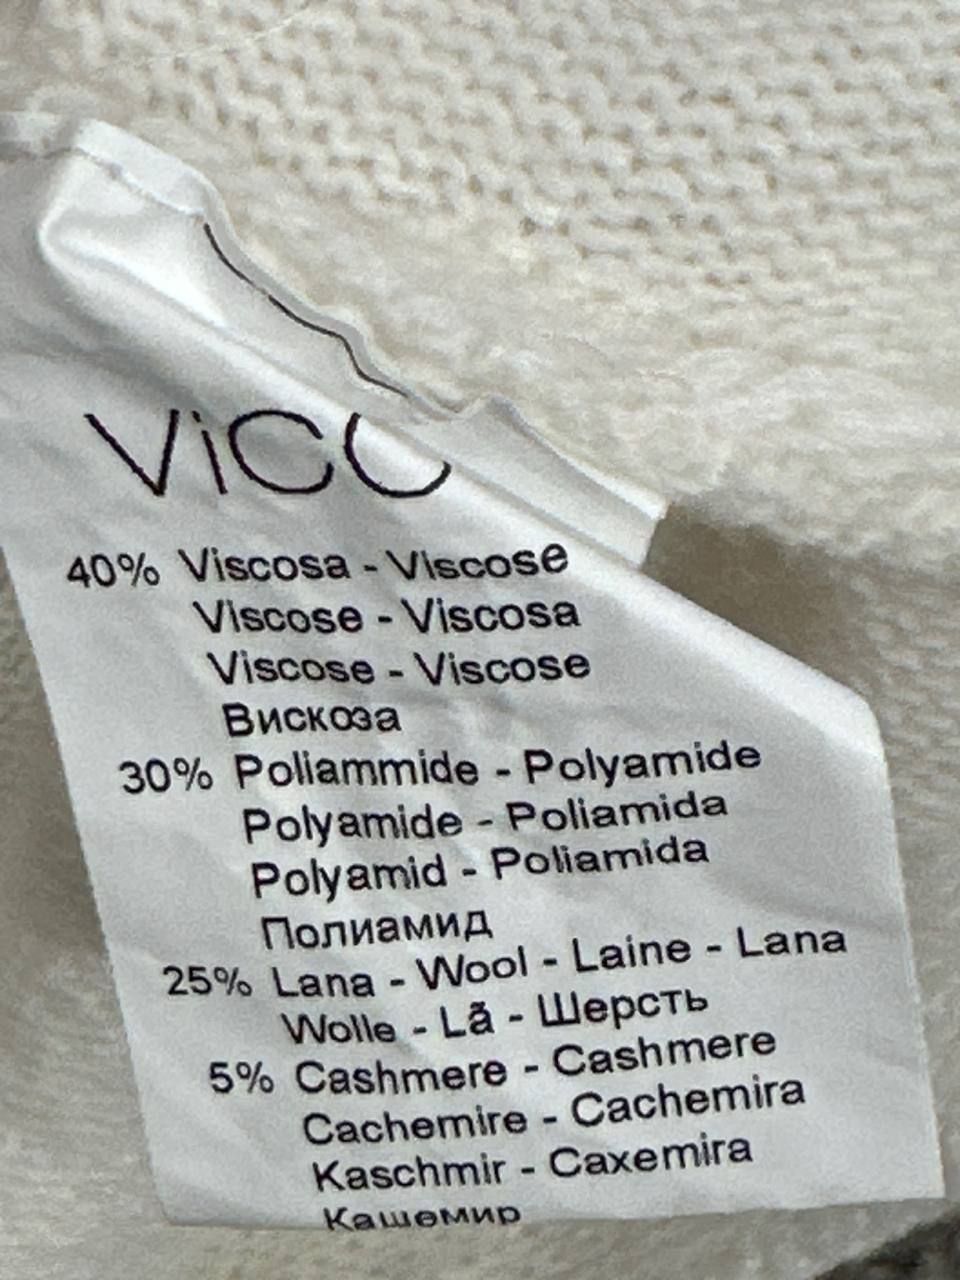 40% Viscosa - Viscose
Viscose - Viscosa
Viscose - Viscose
Вискоза
30% Poliammide - Polyamide
Polyamide - Poliamida
Polyamid - Poliamida
Полиамид
25% Lana - Wool - Laine - Lana
Wolle - Lã - Шерсть
5% Cashmere - Cashmere
Cachemire - Cachemira
Kaschmir - Caxemira
Кашемир